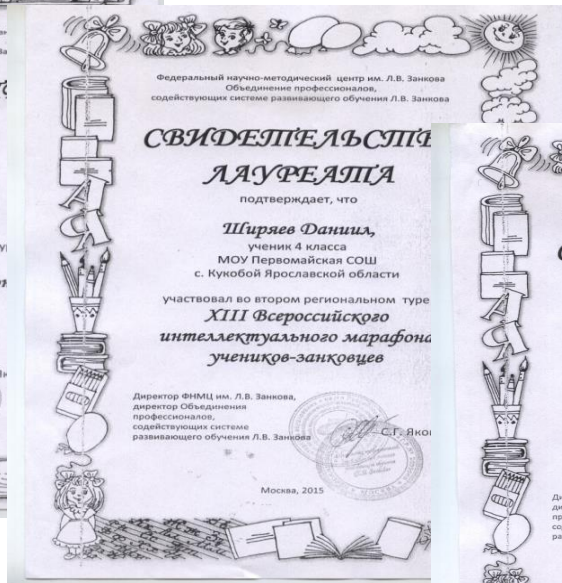 Федеральный научно-методический центр им. Л.В. Занкова
Объединение профессионалов,
содействующих системе развивающего обучения Л.В. Занкова
СВИДЕТЕЛЬСТВ
ЛАУРЕАТА
подтверждает, что
Ширяев Даниил,
ученик 4 класса
МОУ Первомайская СОШ
с. Кукобой Ярославской области
участвовал во втором региональном туре
XIII Всероссийского
интеллектуального марафона
учеников-занковцев
Директор ФНМЦ им. Л.В. Занкова,
директор Объединения
профессионалов,
содействующих системе
развивающего обучения Л.В. Занкова
С.Г. Яков
Москва, 2015